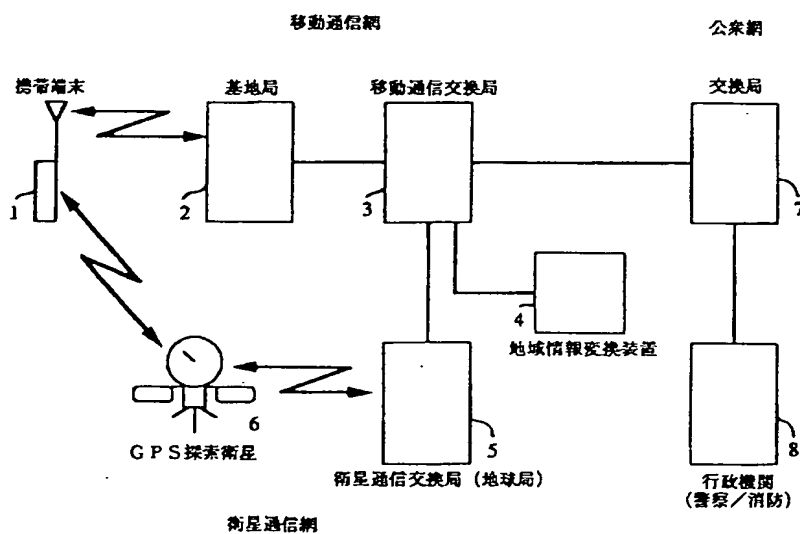 移動通信網
公衆網
携帯端末
基地局
移動通信交換局
交換局
1
2
3
7
4
地域情報変換装置
6
GPS探索衛星
5
衛星通信交換局(地球局)
8
行政機関
(警察/消防)
衛星通信網